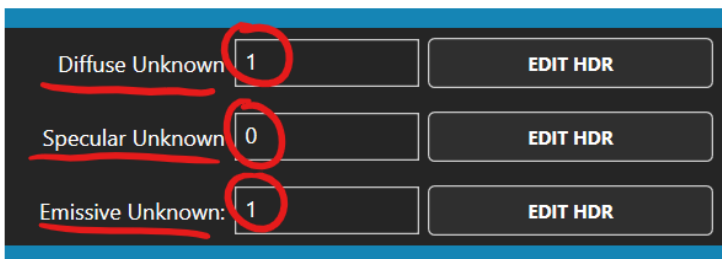 Diffuse Unknown 1 EDIT HDR
Specular Unknown 0 EDIT HDR
Emissive Unknown: 1 EDIT HDR